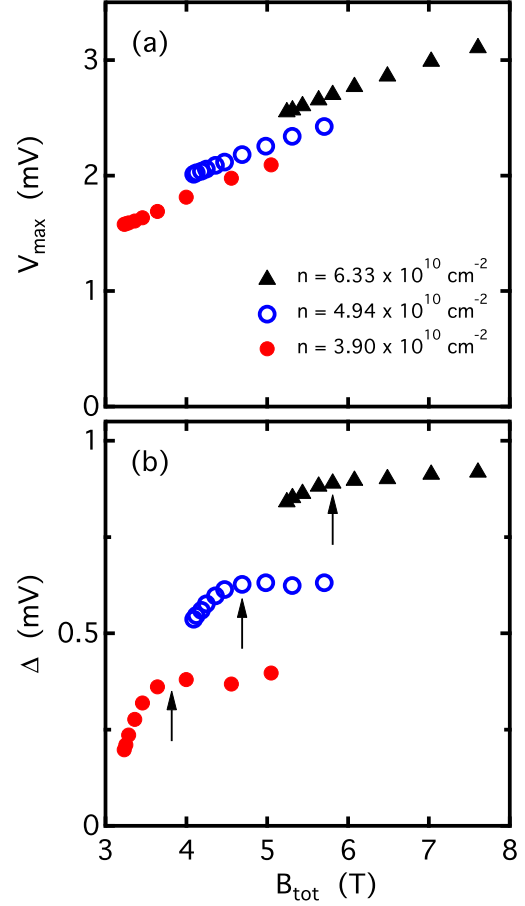 (a)
3
2
1
0
V_max (mV)
n = 6.33 x 10^10 cm^-2
n = 4.94 x 10^10 cm^-2
n = 3.90 x 10^10 cm^-2
(b)
1
0.5
0
Δ (mV)
3 4 5 6 7 8
B_tot (T)